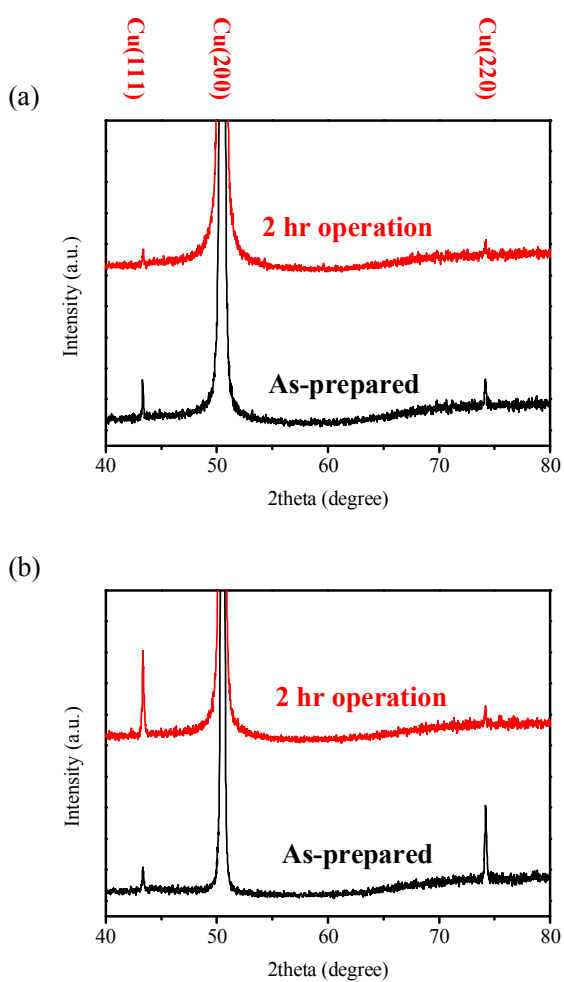 Cu(111)
Cu(200)
Cu(220)
(a)
2 hr operation
As-prepared
Intensity (a.u.)
40 50 60 70 80
2theta (degree)
(b)
2 hr operation
As-prepared
Intensity (a.u.)
40 50 60 70 80
2theta (degree)